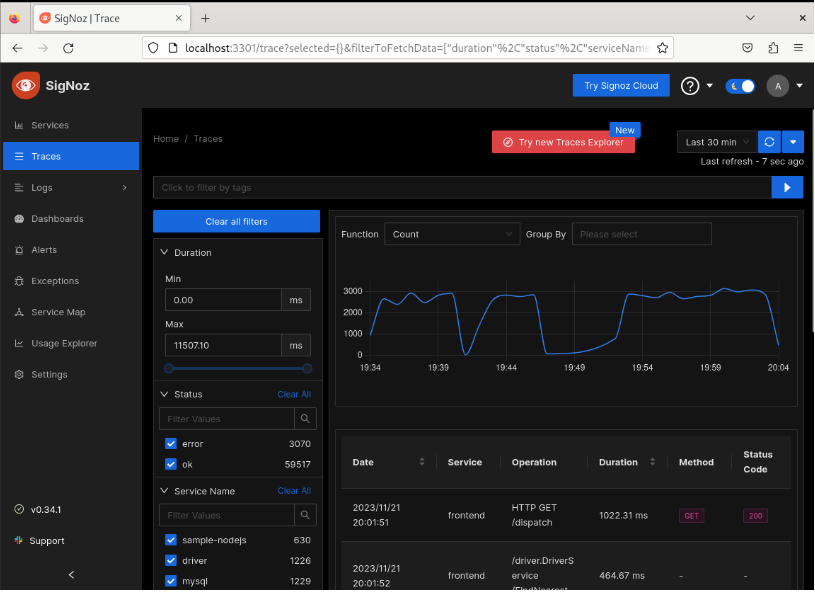 SigNoz | Trace
localhost:3301/trace?selected={}&filterToFetchData=["duration"%2C"status"%2C"serviceName
SigNoz
Try Signoz Cloud
A
Services
Traces
Logs
Dashboards
Alerts
Exceptions
Service Map
Usage Explorer
Settings
v0.34.1
Support
Home / Traces
New
Try new Traces Explorer
Last 30 min
Last refresh - 7 sec ago
Click to filter by tags
Clear all filters
Duration
Min
0.00 ms
Max
11507.10 ms
Status Clear All
Filter Values
error 3070
ok 59517
Service Name Clear All
Filter Values
sample-nodejs 630
driver 1226
mysql 1229
Function Count Group By Please select
3000
2000
1000
0
19:34 19:39 19:44 19:49 19:54 19:59 20:04
Date Service Operation Duration Method Status Code
2023/11/21 20:01:51 frontend HTTP GET /dispatch 1022.31 ms GET 200
2023/11/21 20:01:52 frontend /driver.DriverService/FindNearest 464.67 ms - -